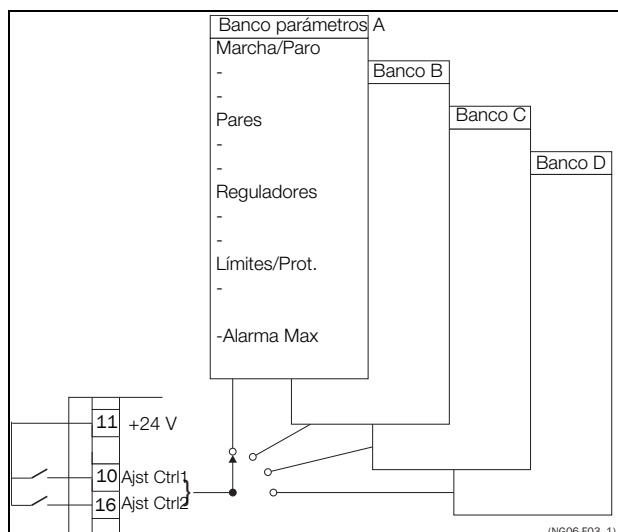 Banco parámetros A
Marcha/Paro
-
-
Pares
-
-
Reguladores
-
-
Límites/Prot.
-
-Alarma Max
Banco B
Banco C
Banco D
11 +24 V
10 Ajst Ctrl1
16 Ajst Ctrl2
(NG06-F03_1)